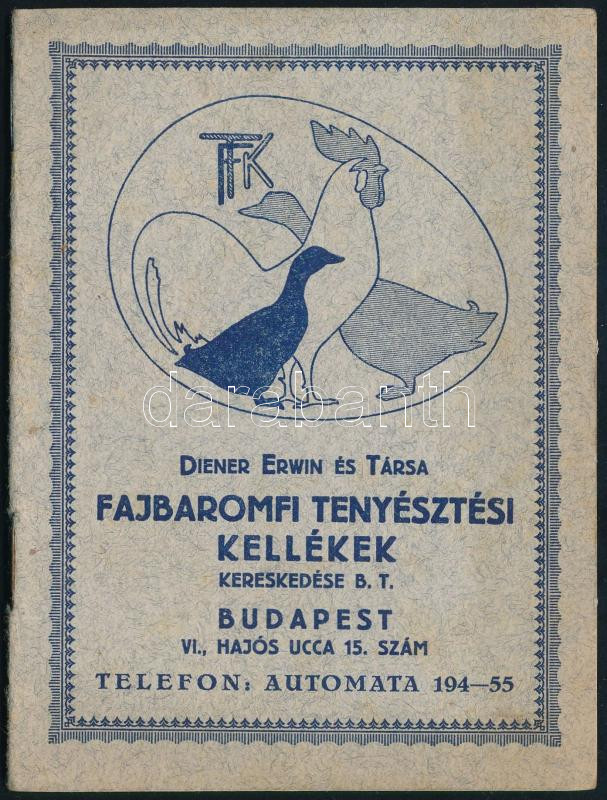 TFK
darabanth
DIENER ERWIN ÉS TÁRSA
FAJBAROMFI TENYÉSZTÉSI
KELLÉKEK
KERESKEDÉSE B. T.
BUDAPEST
VI., HAJÓS UCCA 15. SZÁM
TELEFON: AUTOMATA 194—55